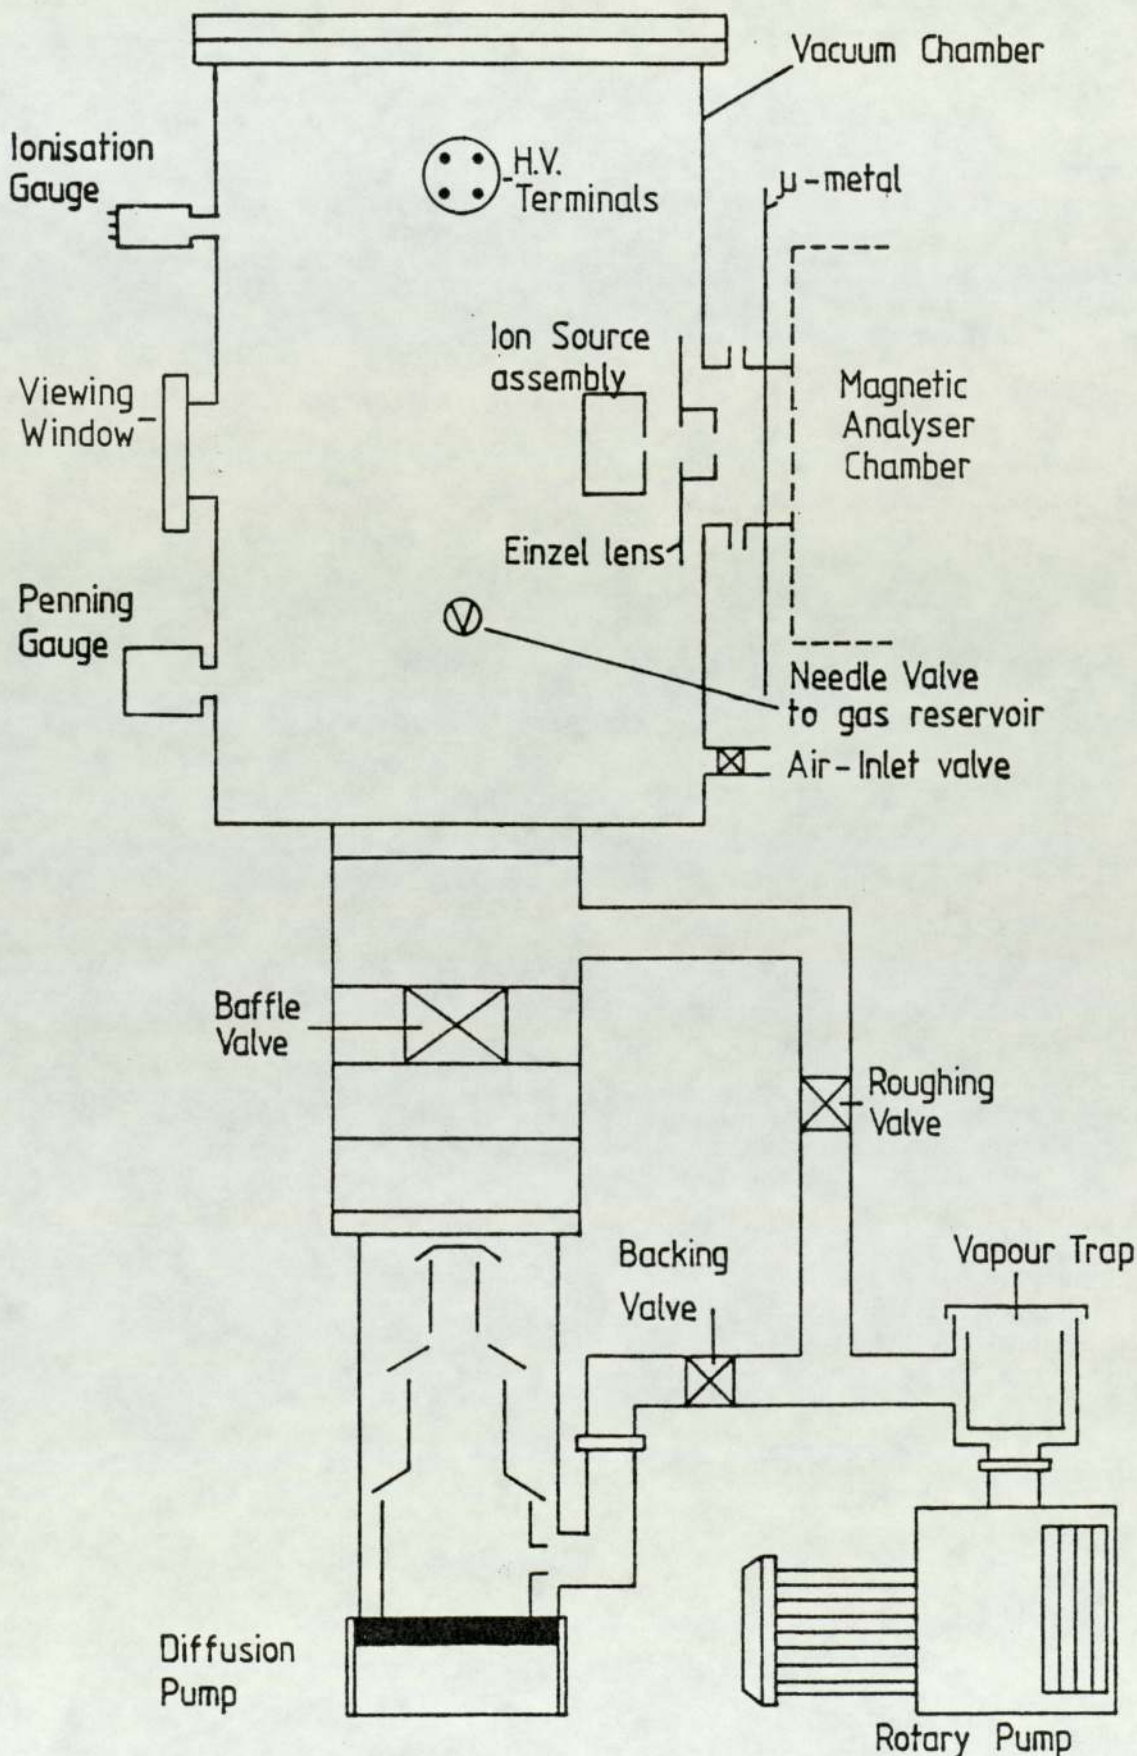 Vacuum Chamber
Ionisation
Gauge
H.V.
Terminals
μ-metal
Ion Source
assembly
Viewing
Window
Magnetic
Analyser
Chamber
Einzel lens
Penning
Gauge
V
Needle Valve
to gas reservoir
Air-Inlet valve
Baffle
Valve
Roughing
Valve
Backing
Valve
Vapour Trap
Diffusion
Pump
Rotary Pump